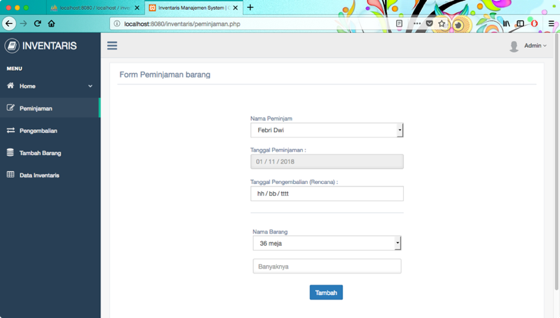 localhost:8080 / localhost / inve
Inventaris Manajemen System |
localhost:8080/inventaris/peminjaman.php
INVENTARIS
Admin
MENU
Home
Peminjaman
Pengembalian
Tambah Barang
Data Inventaris
Form Peminjaman barang
Nama Peminjam
Febri Dwi
Tanggal Peminjaman :
01 / 11 / 2018
Tanggal Pengembalian (Rencana) :
hh / bb / tttt
Nama Barang
36 meja
Banyaknya
Tambah